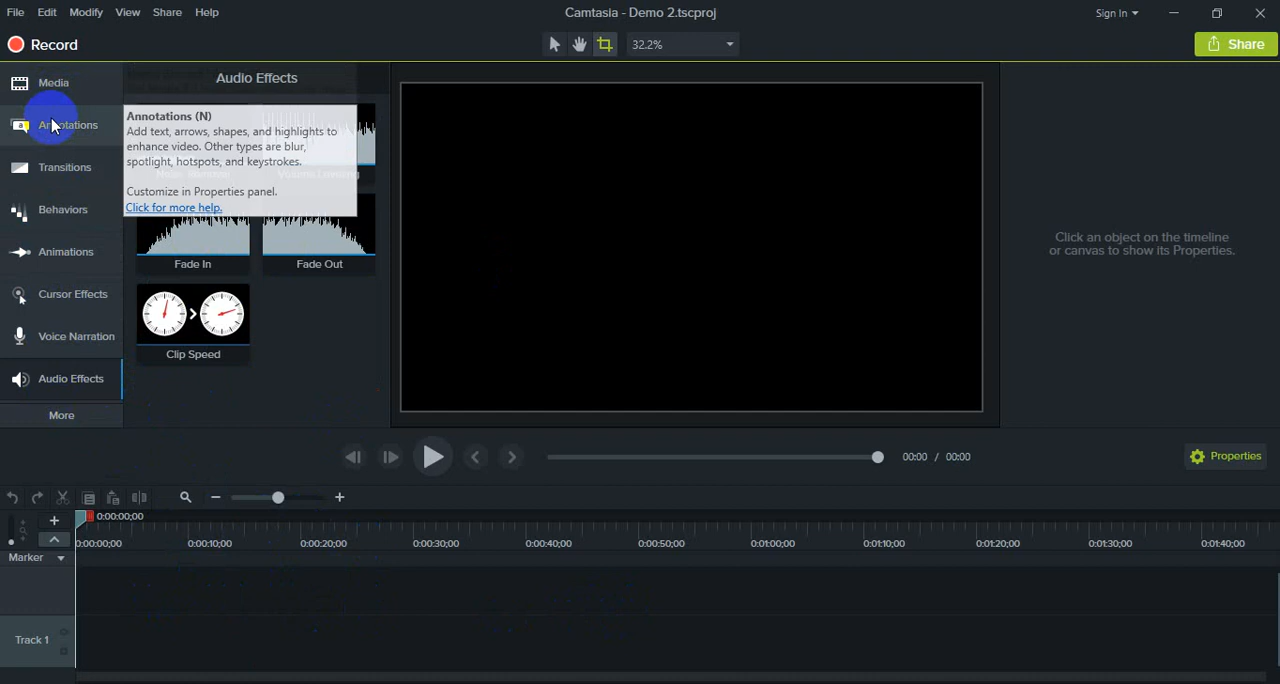 File Edit Modify View Share Help
Camtasia - Demo 2.tscproj
Sign In
Record
32.2%
Share
Media
Annotations
Transitions
Behaviors
Animations
Cursor Effects
Voice Narration
Audio Effects
More
Audio Effects
Annotations (N)
Add text, arrows, shapes, and highlights to
enhance video. Other types are blur,
spotlight, hotspots, and keystrokes.
Customize in Properties panel.
Click for more help.
Fade In
Fade Out
Clip Speed
Click an object on the timeline
or canvas to show its Properties.
00:00 / 00:00
Properties
0:00:00;00
0:00:00;00 0:00:10;00 0:00:20;00 0:00:30;00 0:00:40;00 0:00:50;00 0:01:00;00 0:01:10;00 0:01:20;00 0:01:30;00 0:01:40;00
Marker
Track 1